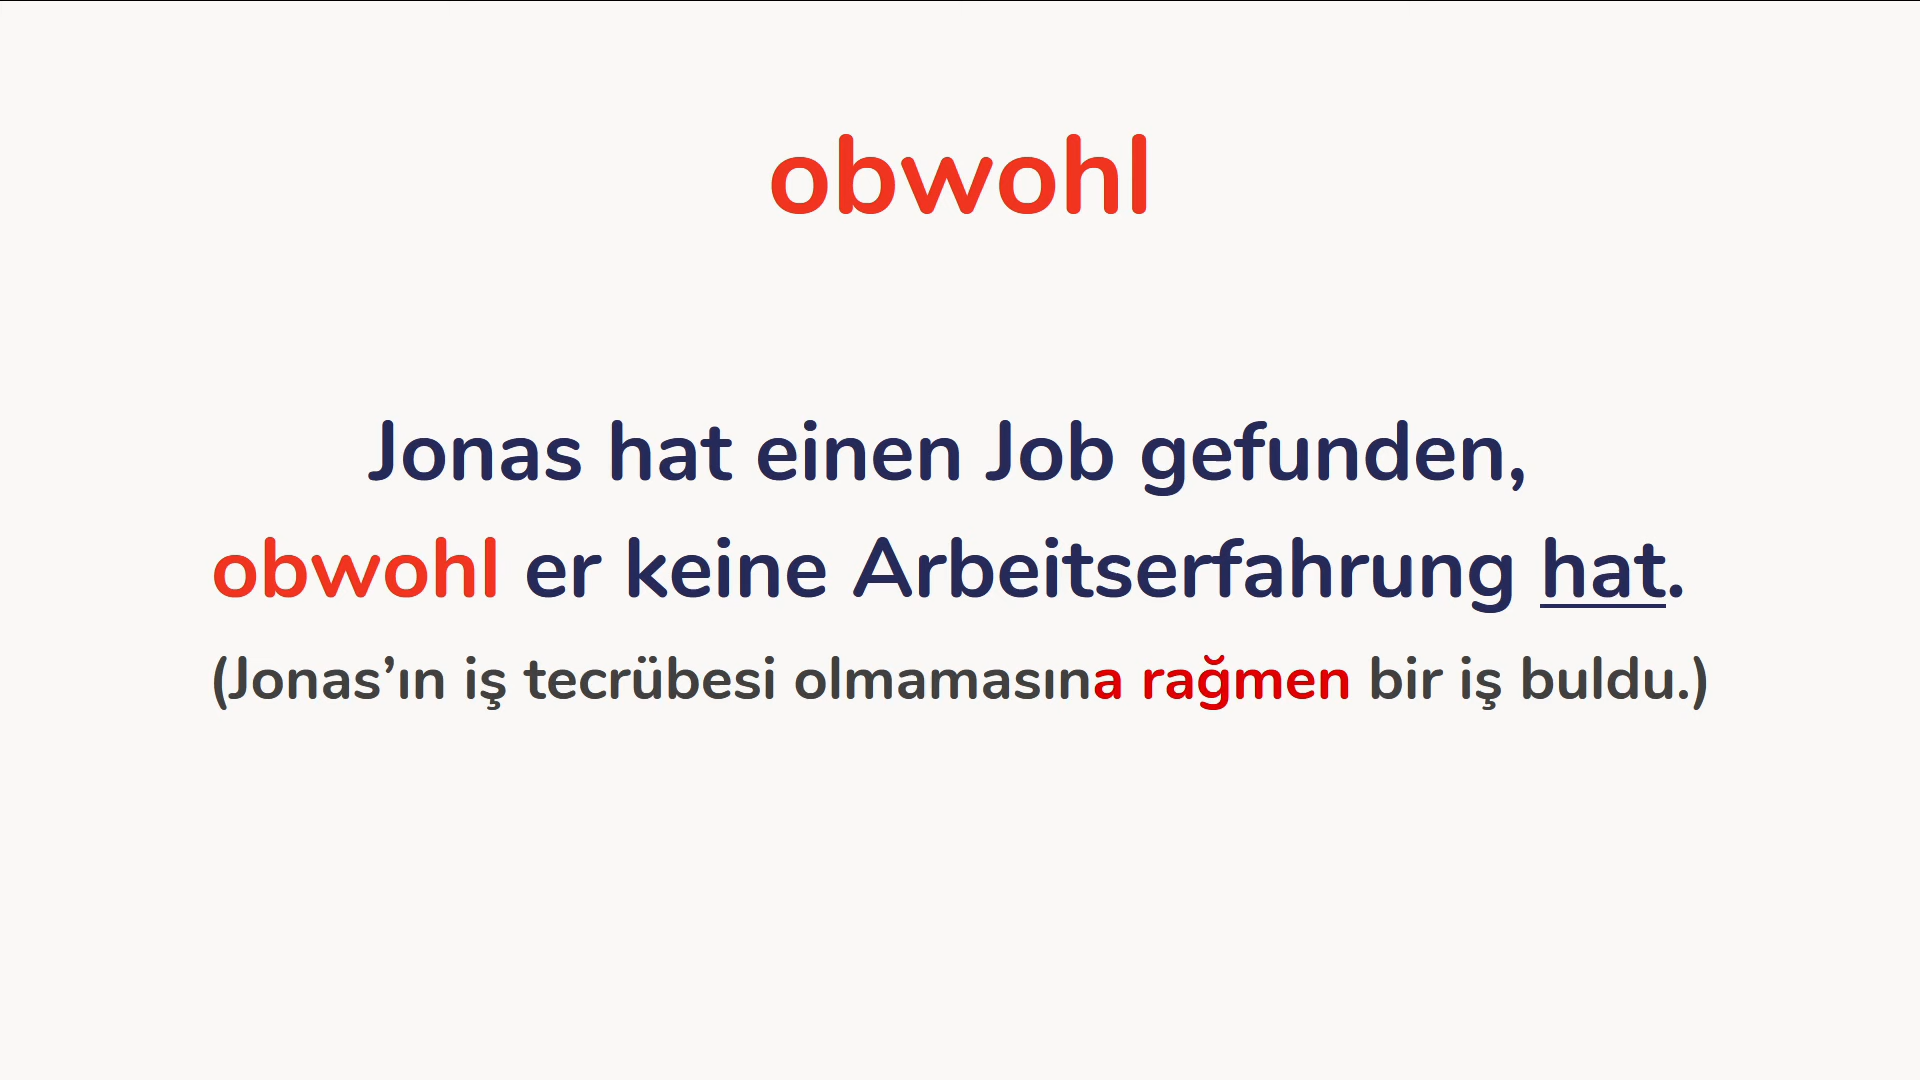 obwohl
Jonas hat einen Job gefunden,
obwohl er keine Arbeitserfahrung hat.
(Jonas’ın iş tecrübesi olmamasına rağmen bir iş buldu.)